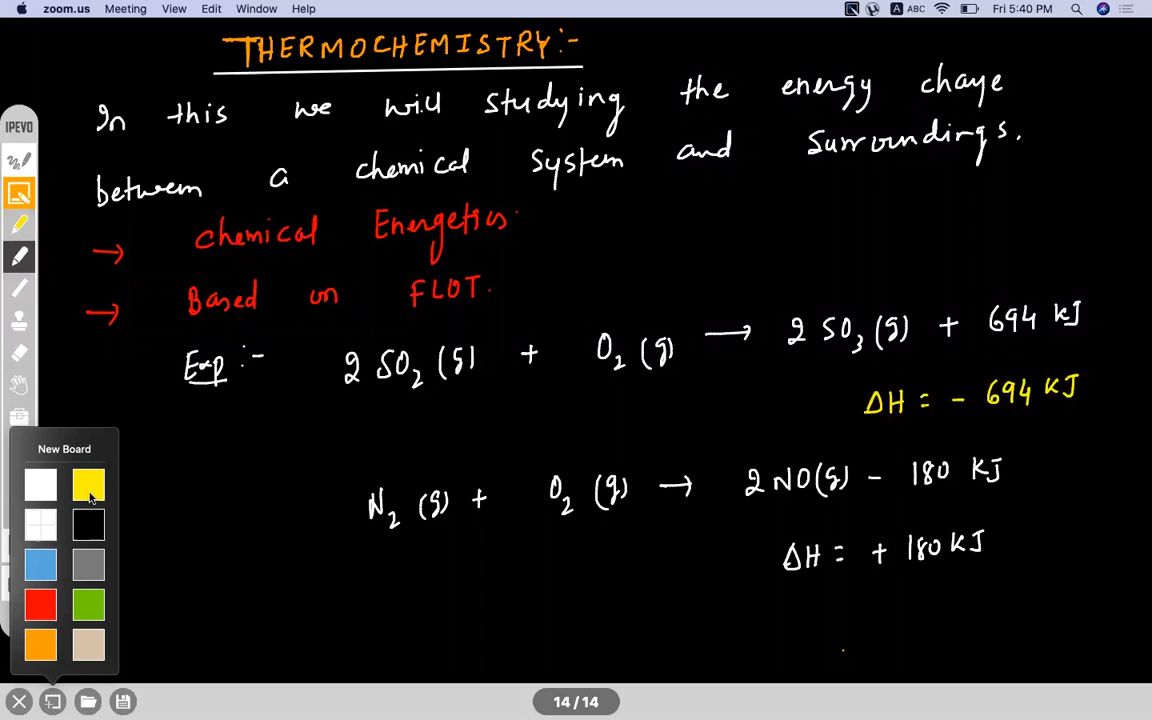 zoom.us Meeting View Edit Window Help
Fri 5:40 PM
THERMOCHEMISTRY:-
In this we will studying the energy change
between a chemical system and surroundings.
IPEVO
→ Chemical Energetics.
→ Based on FLOT.
Exp:- 2 SO₂ (g) + O₂ (g) → 2 SO₃ (g) + 694 KJ
ΔH = - 694 KJ
New Board
N₂ (g) + O₂ (g) → 2NO(g) - 180 KJ
ΔH = + 180 KJ
14 / 14